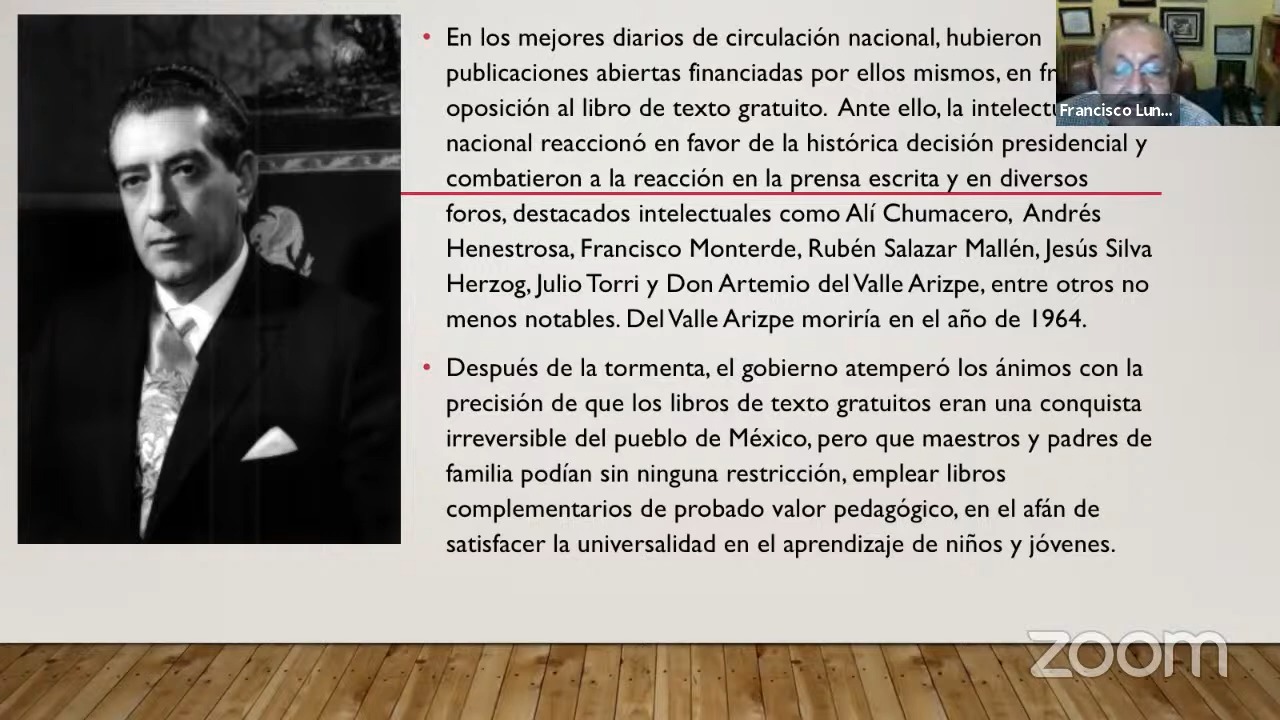 • En los mejores diarios de circulación nacional, hubieron
publicaciones abiertas financiadas por ellos mismos, en
oposición al libro de texto gratuito. Ante ello, la
nacional reaccionó en favor de la histórica decisión presidencial y
combatieron a la reacción en la prensa escrita y en diversos
foros, destacados intelectuales como Alí Chumacero, Andrés
Henestrosa, Francisco Monterde, Rubén Salazar Mallén, Jesús Silva
Herzog, Julio Torri y Don Artemio del Valle Arizpe, entre otros no
menos notables. Del Valle Arizpe moriría en el año de 1964.
• Después de la tormenta, el gobierno atemperó los ánimos con la
precisión de que los libros de texto gratuitos eran una conquista
irreversible del pueblo de México, pero que maestros y padres de
familia podían sin ninguna restricción, emplear libros
complementarios de probado valor pedagógico, en el afán de
satisfacer la universalidad en el aprendizaje de niños y jóvenes.
Francisco Lun...
zoom